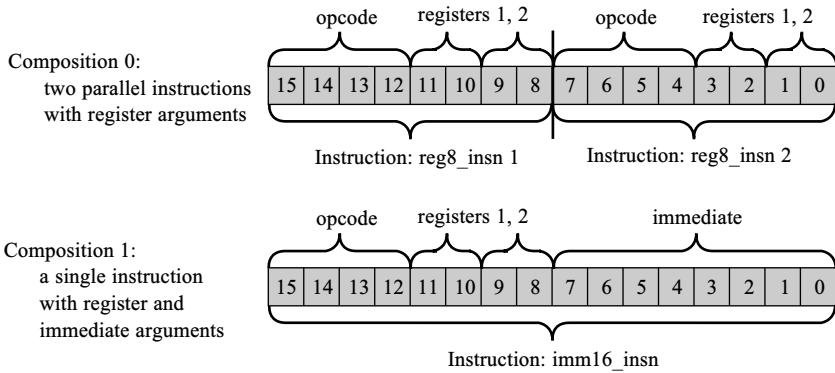 opcode registers 1, 2 opcode registers 1, 2
Composition 0:
two parallel instructions
with register arguments
15 14 13 12 11 10 9 8 7 6 5 4 3 2 1 0
Instruction: reg8_insn 1 Instruction: reg8_insn 2
opcode registers 1, 2 immediate
Composition 1:
a single instruction
with register and
immediate arguments
15 14 13 12 11 10 9 8 7 6 5 4 3 2 1 0
Instruction: imm16_insn